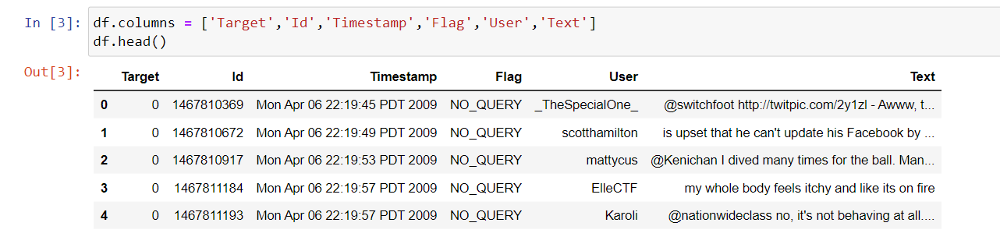 In [3]: df.columns = ['Target','Id','Timestamp','Flag','User','Text']
df.head()
Out[3]:
Target Id Timestamp Flag User Text
0 0 1467810369 Mon Apr 06 22:19:45 PDT 2009 NO_QUERY _TheSpecialOne_ @switchfoot http://twitpic.com/2y1zl - Awww, t...
1 0 1467810672 Mon Apr 06 22:19:49 PDT 2009 NO_QUERY scotthamilton is upset that he can't update his Facebook by ...
2 0 1467810917 Mon Apr 06 22:19:53 PDT 2009 NO_QUERY mattycus @Kenichan I dived many times for the ball. Man...
3 0 1467811184 Mon Apr 06 22:19:57 PDT 2009 NO_QUERY ElleCTF my whole body feels itchy and like its on fire
4 0 1467811193 Mon Apr 06 22:19:57 PDT 2009 NO_QUERY Karoli @nationwideclass no, it's not behaving at all....